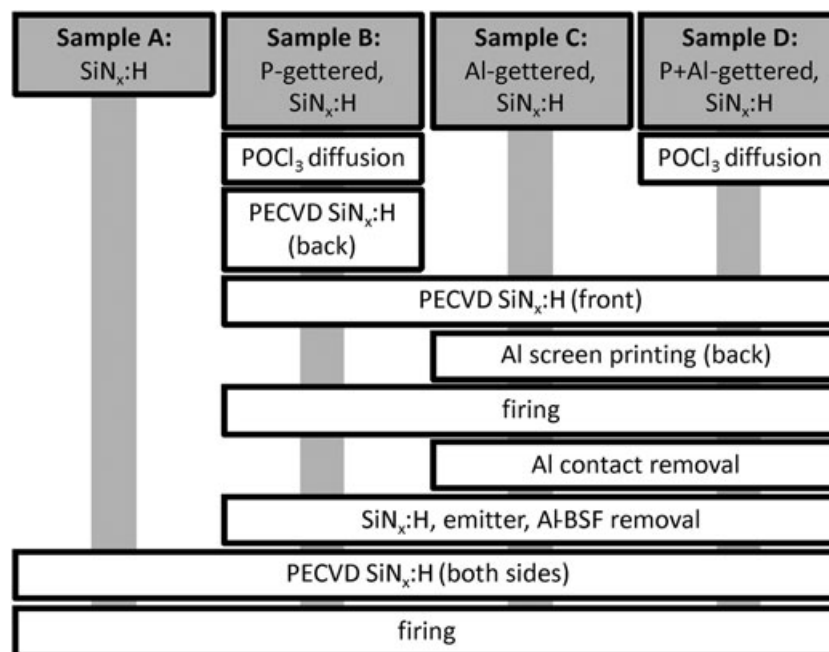 Sample A:
SiNₓ:H
Sample B:
P-gettered,
SiNₓ:H
Sample C:
Al-gettered,
SiNₓ:H
Sample D:
P+Al-gettered,
SiNₓ:H
POCl₃ diffusion
POCl₃ diffusion
PECVD SiNₓ:H
(back)
PECVD SiNₓ:H (front)
Al screen printing (back)
firing
Al contact removal
SiNₓ:H, emitter, Al-BSF removal
PECVD SiNₓ:H (both sides)
firing